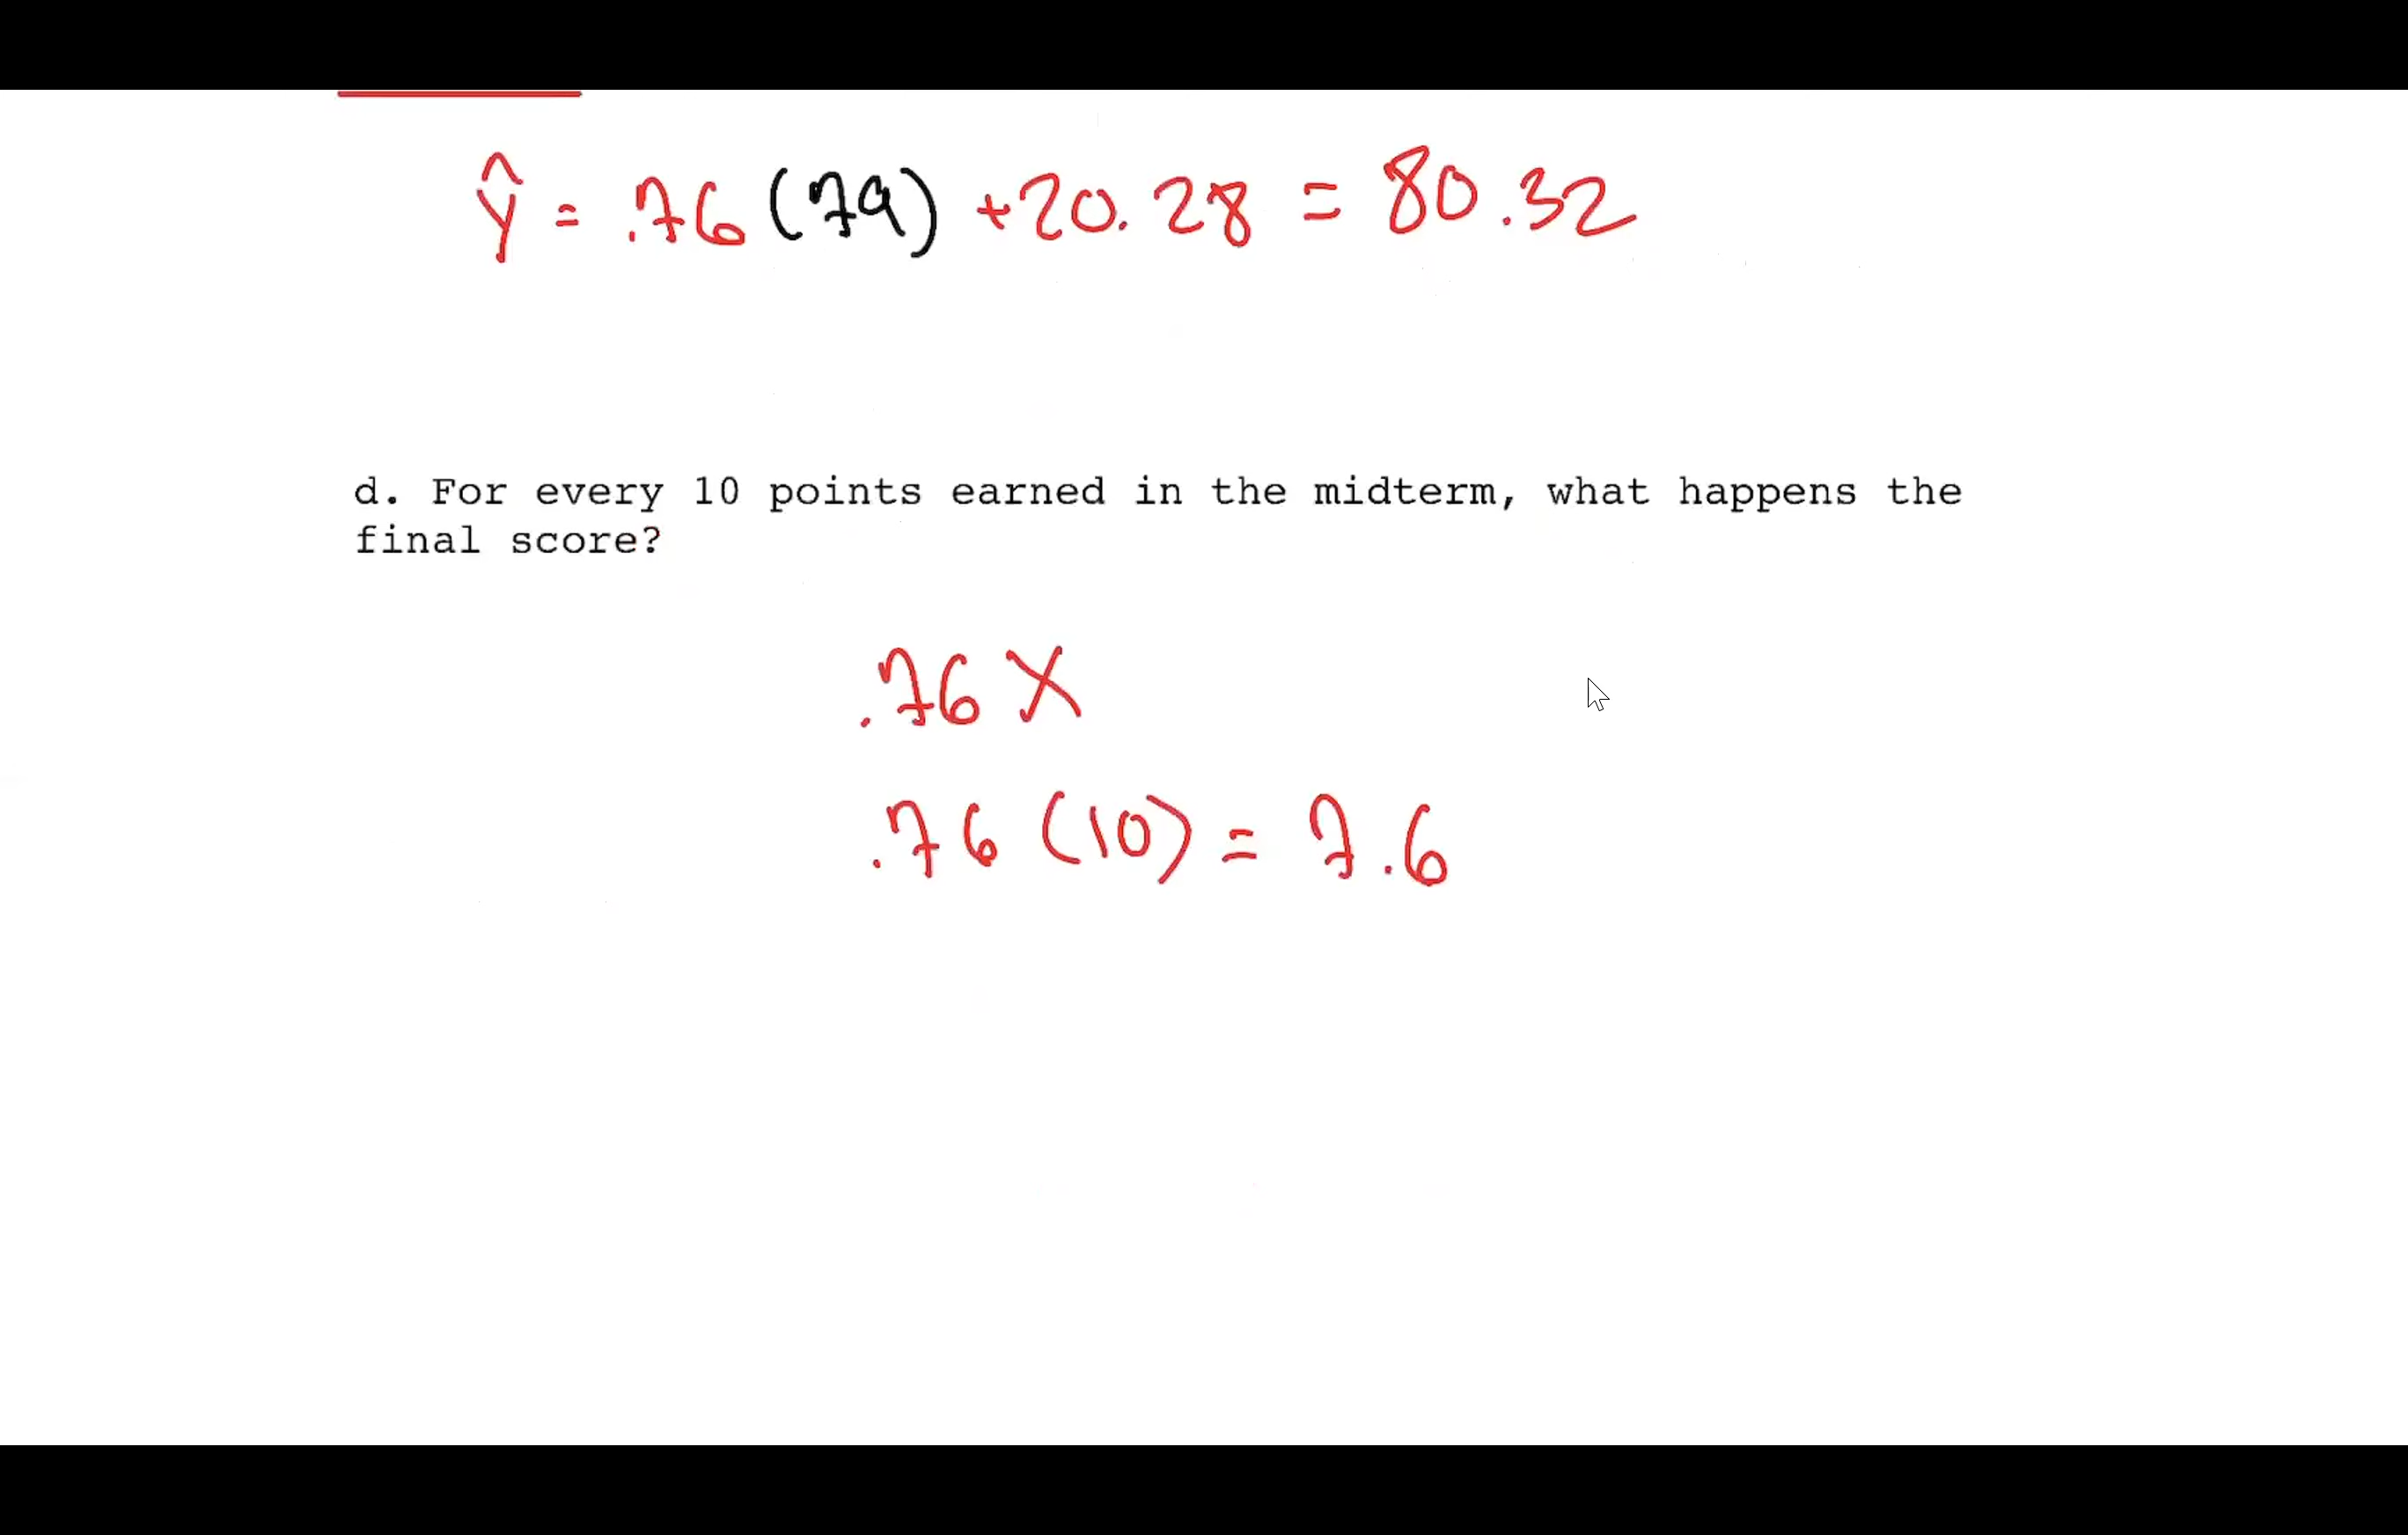 ŷ = .76 (79) +20.28 = 80.32
d. For every 10 points earned in the midterm, what happens the
final score?
.76 X
.76 (10) = 7.6